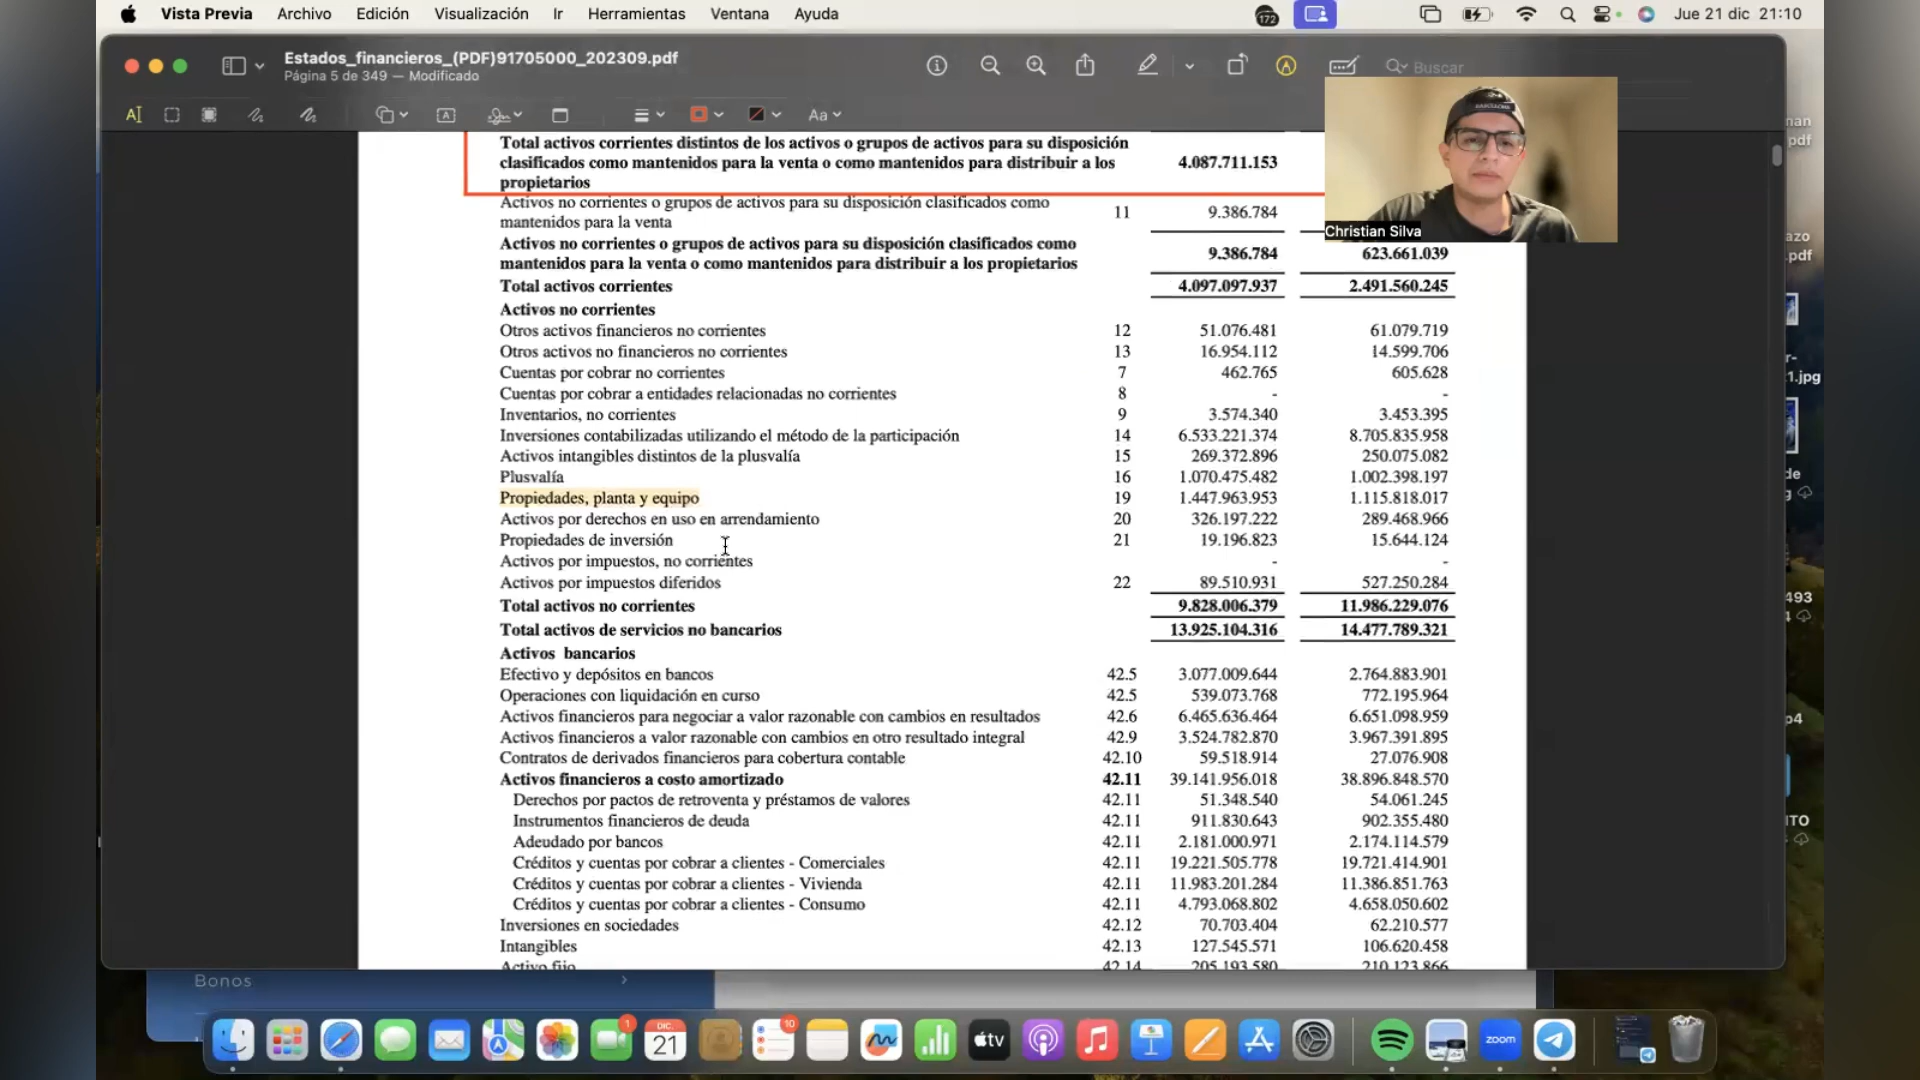 Vista Previa Archivo Edición Visualización Ir Herramientas Ventana Ayuda 172 Jue 21 dic 21:10
Estados_financieros_(PDF)91705000_202309.pdf
Página 5 de 349 — Modificado
Buscar
Total activos corrientes distintos de los activos o grupos de activos para su disposición
clasificados como mantenidos para la venta o como mantenidos para distribuir a los 4.087.711.153
propietarios
Activos no corrientes o grupos de activos para su disposición clasificados como 11 9.386.784
mantenidos para la venta
Christian Silva
Activos no corrientes o grupos de activos para su disposición clasificados como 9.386.784 623.661.039
mantenidos para la venta o como mantenidos para distribuir a los propietarios
Total activos corrientes 4.097.097.937 2.491.560.245
Activos no corrientes
Otros activos financieros no corrientes 12 51.076.481 61.079.719
Otros activos no financieros no corrientes 13 16.954.112 14.599.706
Cuentas por cobrar no corrientes 7 462.765 605.628
Cuentas por cobrar a entidades relacionadas no corrientes 8 - -
Inventarios, no corrientes 9 3.574.340 3.453.395
Inversiones contabilizadas utilizando el método de la participación 14 6.533.221.374 8.705.835.958
Activos intangibles distintos de la plusvalía 15 269.372.896 250.075.082
Plusvalía 16 1.070.475.482 1.002.398.197
Propiedades, planta y equipo 19 1.447.963.953 1.115.818.017
Activos por derechos en uso en arrendamiento 20 326.197.222 289.468.966
Propiedades de inversión 21 19.196.823 15.644.124
Activos por impuestos, no corrientes - -
Activos por impuestos diferidos 22 89.510.931 527.250.284
Total activos no corrientes 9.828.006.379 11.986.229.076
Total activos de servicios no bancarios 13.925.104.316 14.477.789.321
Activos bancarios
Efectivo y depósitos en bancos 42.5 3.077.009.644 2.764.883.901
Operaciones con liquidación en curso 42.5 539.073.768 772.195.964
Activos financieros para negociar a valor razonable con cambios en resultados 42.6 6.465.636.464 6.651.098.959
Activos financieros a valor razonable con cambios en otro resultado integral 42.9 3.524.782.870 3.967.391.895
Contratos de derivados financieros para cobertura contable 42.10 59.518.914 27.076.908
Activos financieros a costo amortizado 42.11 39.141.956.018 38.896.848.570
Derechos por pactos de retroventa y préstamos de valores 42.11 51.348.540 54.061.245
Instrumentos financieros de deuda 42.11 911.830.643 902.355.480
Adeudado por bancos 42.11 2.181.000.971 2.174.114.579
Créditos y cuentas por cobrar a clientes - Comerciales 42.11 19.221.505.778 19.721.414.901
Créditos y cuentas por cobrar a clientes - Vivienda 42.11 11.983.201.284 11.386.851.763
Créditos y cuentas por cobrar a clientes - Consumo 42.11 4.793.068.802 4.658.050.602
Inversiones en sociedades 42.12 70.703.404 62.210.577
Intangibles 42.13 127.545.571 106.620.458
Activo fijo 42.14 205.193.580 210.123.866
Bonos
1 DIC. 21 10 tv zoom